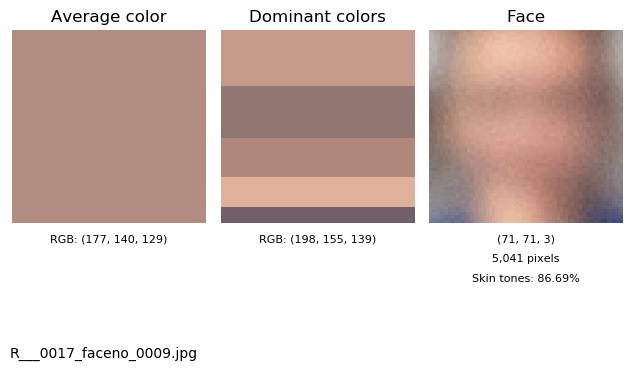 Average color
Dominant colors
Face
RGB: (177, 140, 129)
RGB: (198, 155, 139)
(71, 71, 3)
5,041 pixels
Skin tones: 86.69%
R___0017_faceno_0009.jpg